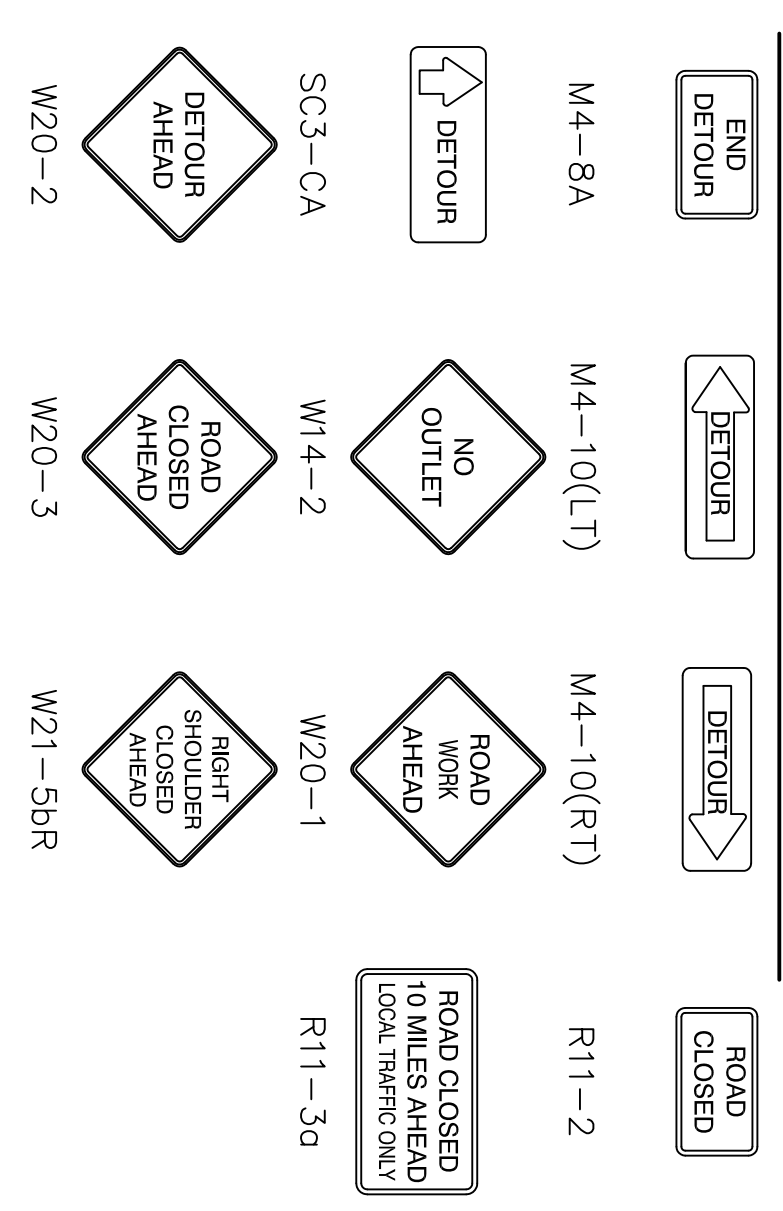 END
DETOUR
M4-8A
DETOUR
M4-10(LT)
DETOUR
M4-10(RT)
ROAD
CLOSED
R11-2
DETOUR
SC3-CA
NO
OUTLET
W14-2
ROAD
WORK
AHEAD
W20-1
ROAD CLOSED
10 MILES AHEAD
LOCAL TRAFFIC ONLY
R11-3a
DETOUR
AHEAD
W20-2
ROAD
CLOSED
AHEAD
W20-3
RIGHT
SHOULDER
CLOSED
AHEAD
W21-5bR